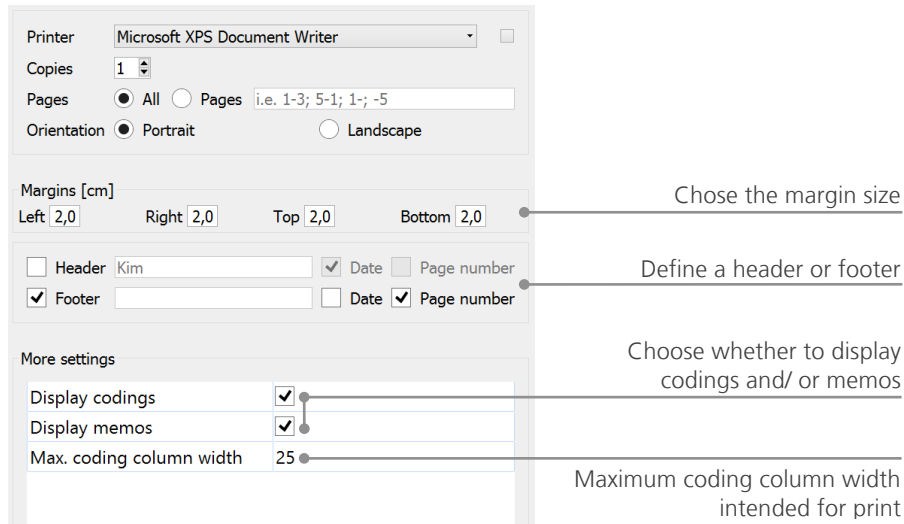 Printer Microsoft XPS Document Writer
Copies 1
Pages All Pages i.e. 1-3; 5-1; 1-; -5
Orientation Portrait Landscape
Margins [cm]
Left 2,0 Right 2,0 Top 2,0 Bottom 2,0
Chose the margin size
Header Kim Date Page number
Footer Date Page number
Define a header or footer
More settings
Display codings
Display memos
Max. coding column width 25
Choose whether to display
codings and/ or memos
Maximum coding column width
intended for print